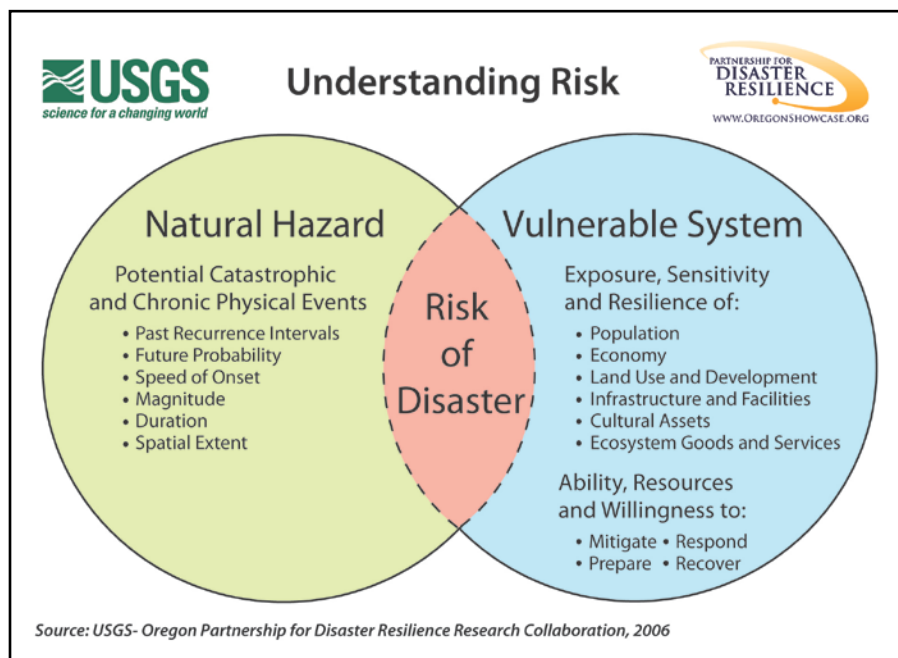 USGS
science for a changing world
Understanding Risk
PARTNERSHIP FOR
DISASTER
RESILIENCE
WWW.OREGONSHOWCASE.ORG
Natural Hazard
Potential Catastrophic
and Chronic Physical Events
• Past Recurrence Intervals
• Future Probability
• Speed of Onset
• Magnitude
• Duration
• Spatial Extent
Risk
of
Disaster
Vulnerable System
Exposure, Sensitivity
and Resilience of:
• Population
• Economy
• Land Use and Development
• Infrastructure and Facilities
• Cultural Assets
• Ecosystem Goods and Services
Ability, Resources
and Willingness to:
• Mitigate • Respond
• Prepare • Recover
Source: USGS- Oregon Partnership for Disaster Resilience Research Collaboration, 2006